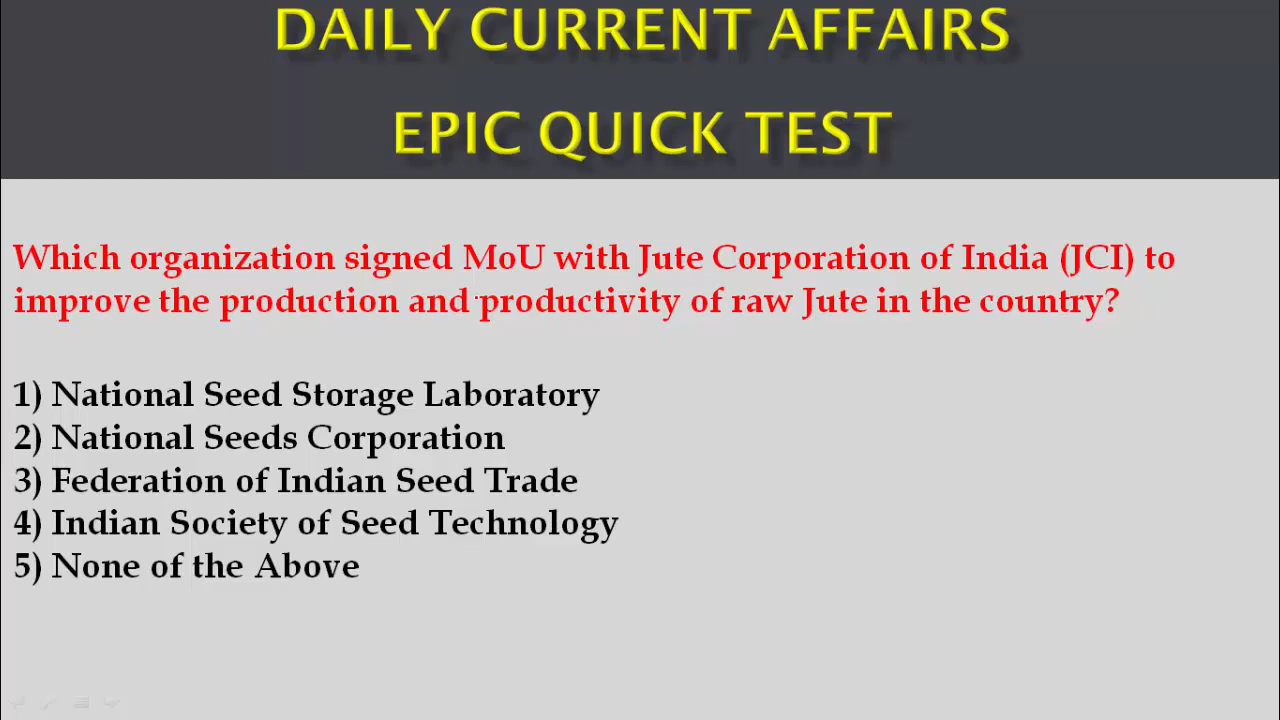 DAILY CURRENT AFFAIRS
EPIC QUICK TEST
Which organization signed MoU with Jute Corporation of India (JCI) to
improve the production and productivity of raw Jute in the country?
1) National Seed Storage Laboratory
2) National Seeds Corporation
3) Federation of Indian Seed Trade
4) Indian Society of Seed Technology
5) None of the Above